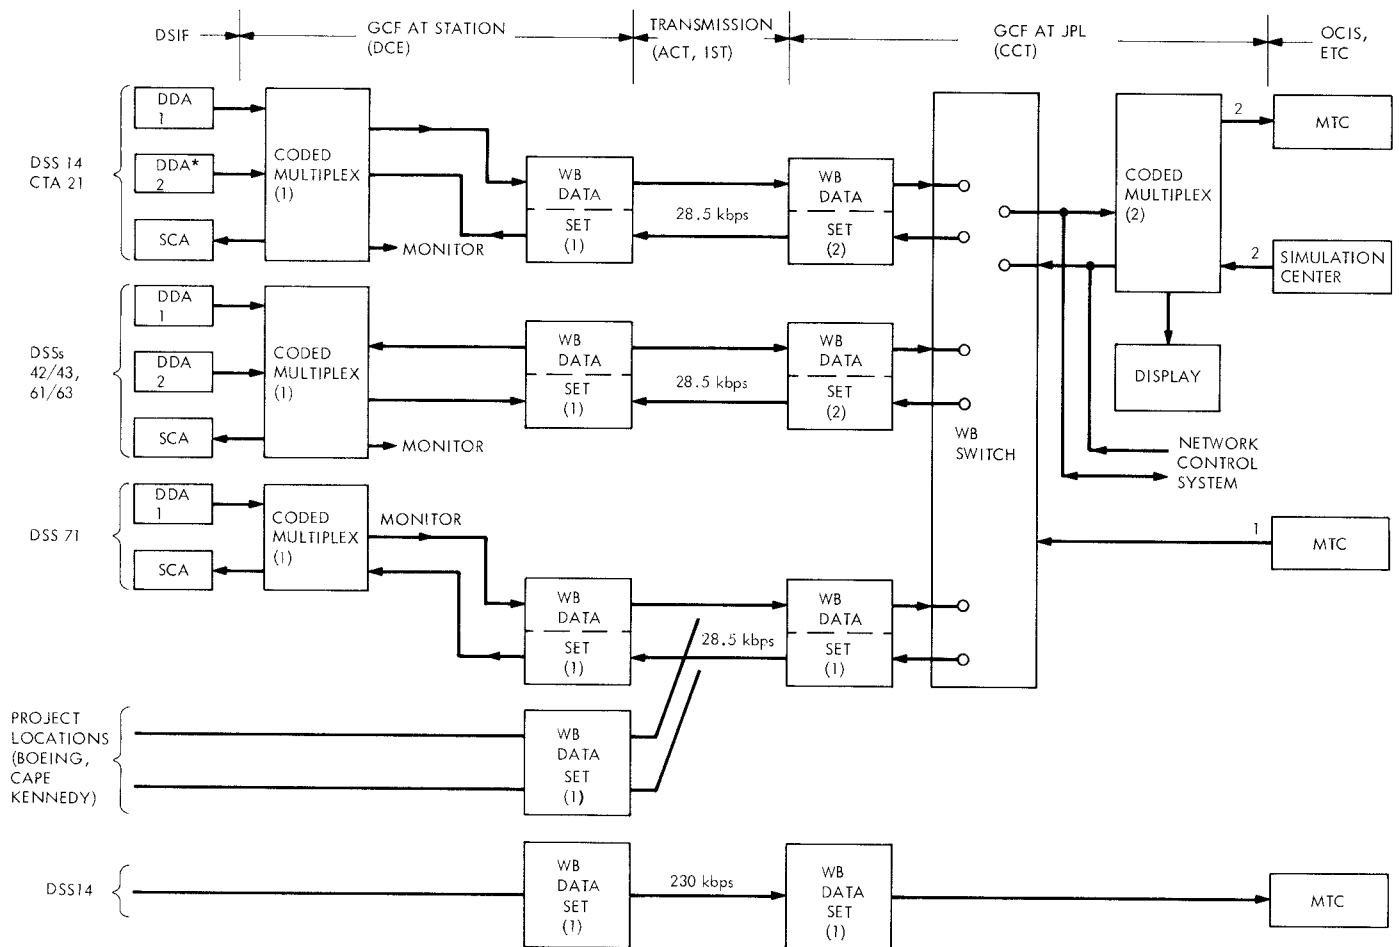 DSIF
GCF AT STATION
(DCE)
TRANSMISSION
(ACT, IST)
GCF AT JPL
(CCT)
OCIS,
ETC
DSS 14
CTA 21
DDA
1
DDA*
2
SCA
CODED
MULTIPLEX
(1)
MONITOR
WB
DATA
SET
(1)
28.5 kbps
WB
DATA
SET
(2)
CODED
MULTIPLEX
(2)
2
MTC
2
SIMULATION
CENTER
DISPLAY
NETWORK
CONTROL
SYSTEM
WB
SWITCH
DSSs
42/43,
61/63
DDA
1
DDA
2
SCA
CODED
MULTIPLEX
(1)
MONITOR
WB
DATA
SET
(1)
28.5 kbps
WB
DATA
SET
(2)
DSS 71
DDA
1
SCA
CODED
MULTIPLEX
(1)
MONITOR
WB
DATA
SET
(1)
28.5 kbps
WB
DATA
SET
(1)
1
MTC
PROJECT
LOCATIONS
(BOEING,
CAPE
KENNEDY)
WB
DATA
SET
(1)
DSS14
WB
DATA
SET
(1)
230 kbps
WB
DATA
SET
(1)
MTC